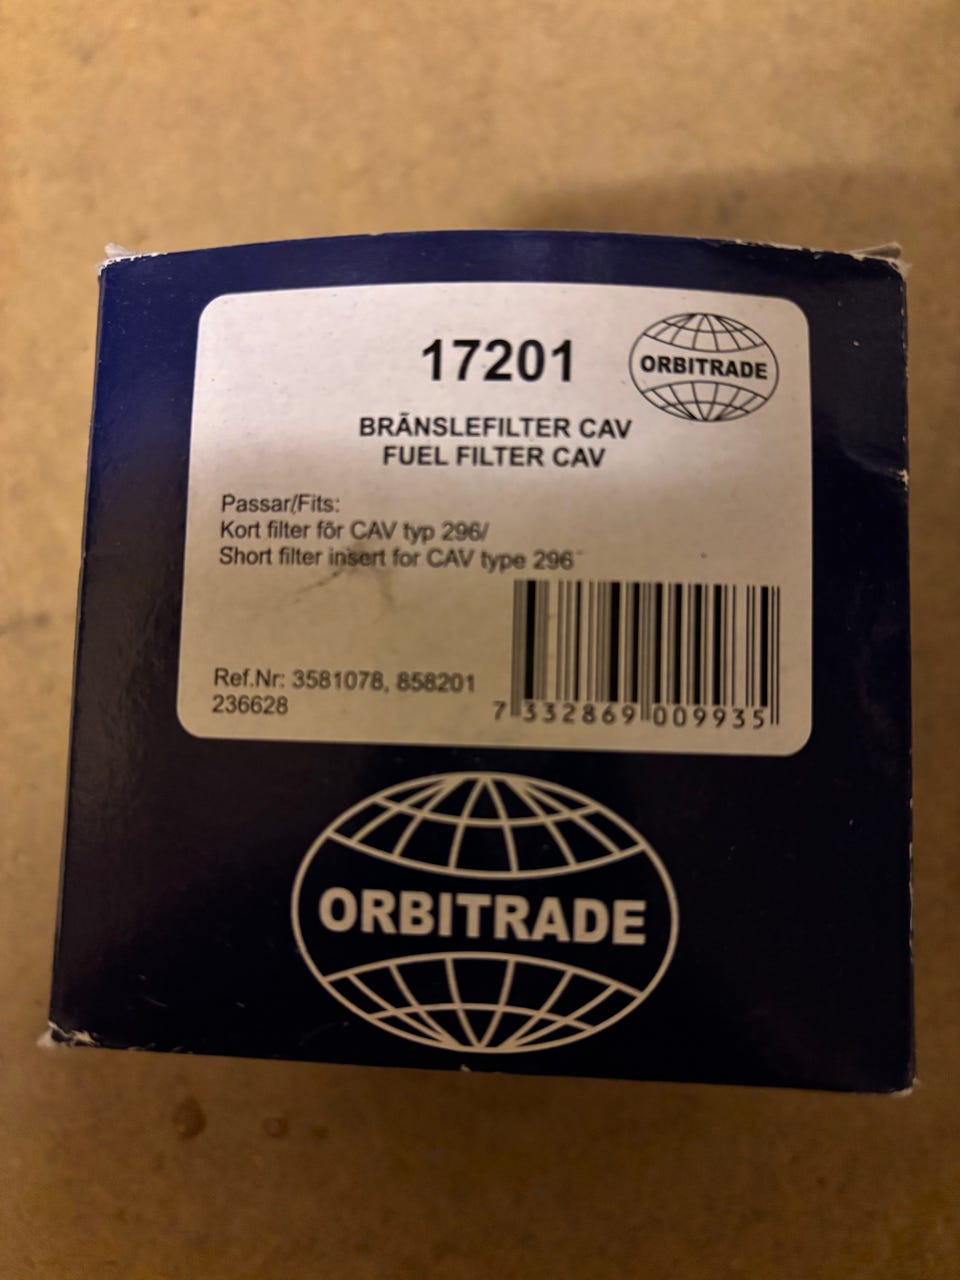 17201
ORBITRADE
BRÄNSLEFILTER CAV
FUEL FILTER CAV
Passar/Fits:
Kort filter för CAV typ 296/
Short filter insert for CAV type 296
Ref.Nr: 3581078, 858201
236628
7 332869 009935
ORBITRADE